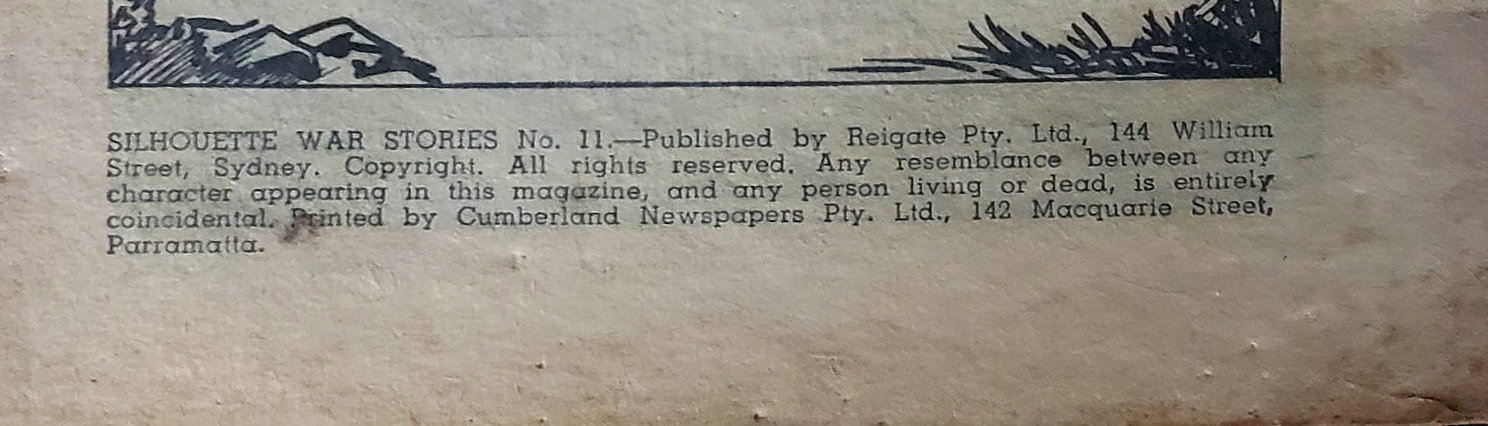 SILHOUETTE WAR STORIES No. 11.—Published by Reigate Pty. Ltd., 144 William
Street, Sydney. Copyright. All rights reserved. Any resemblance between any
character appearing in this magazine, and any person living or dead, is entirely
coincidental. Printed by Cumberland Newspapers Pty. Ltd., 142 Macquarie Street,
Parramatta.